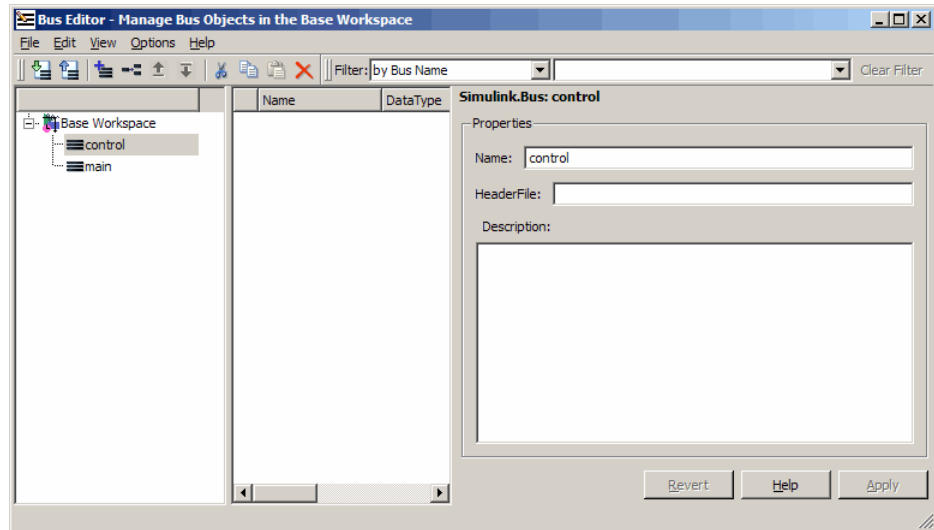 Bus Editor - Manage Bus Objects in the Base Workspace
File Edit View Options Help
Filter: by Bus Name Clear Filter
Name DataType
Simulink.Bus: control
Base Workspace
control
main
Properties
Name: control
HeaderFile:
Description:
Revert Help Apply